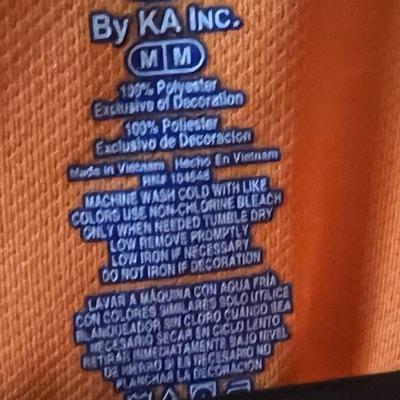 By KA INC.
M M
100% Polyester
Exclusive of Decoration
100% Poliester
Exclusivo de Decoracion
Made in Vietnam Hecho En Vietnam
RN# 104648
MACHINE WASH COLD WITH LIKE
COLORS USE NON-CHLORINE BLEACH
ONLY WHEN NEEDED TUMBLE DRY
LOW REMOVE PROMPTLY
LOW IRON IF NECESSARY
DO NOT IRON IF DECORATION
LAVAR A MÁQUINA CON AGUA FRÍA
CON COLORES SIMILARES SOLO UTILICE
BLANQUEADOR SIN CLORO CUANDO SEA
NECESARIO SECAR EN CICLO LENTO
RETIRAR INMEDIATAMENTE BAJO NIVEL
DE HIERRO SI LA NECESARIO NO
PLANCHAR LA DECORACIÓN